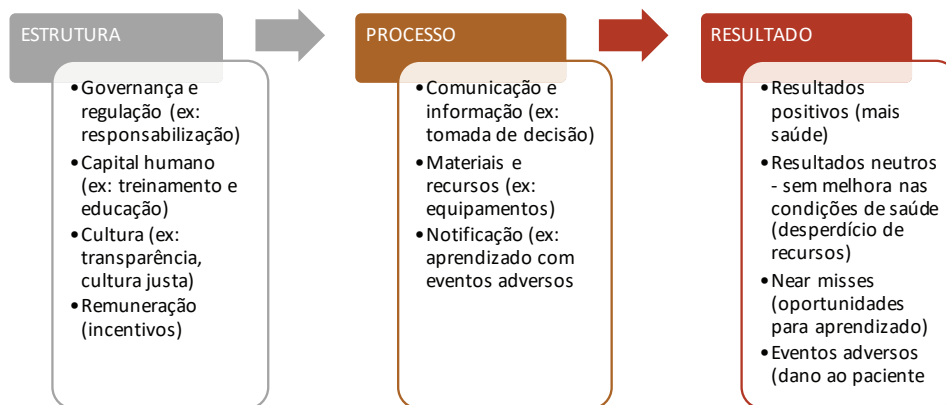 ESTRUTURA
•Governança e
regulação (ex:
responsabilização)
•Capital humano
(ex: treinamento e
educação)
•Cultura (ex:
transparência,
cultura justa)
•Remuneração
(incentivos)
PROCESSO
•Comunicação e
informação (ex:
tomada de decisão)
•Materiais e
recursos (ex:
equipamentos)
•Notificação (ex:
aprendizado com
eventos adversos
RESULTADO
•Resultados
positivos (mais
saúde)
•Resultados neutros
- sem melhora nas
condições de saúde
(desperdício de
recursos)
•Near misses
(oportunidades
para aprendizado)
•Eventos adversos
(dano ao paciente